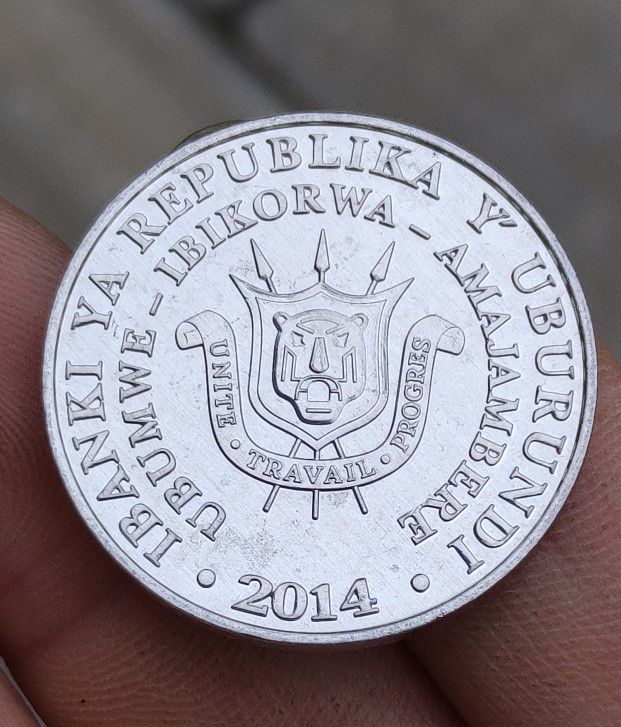 IBANKI YA REPUBLIKA Y' UBURUNDI
UBUMWE - IBIKORWA - AMAJAMBERE
UNITE • TRAVAIL • PROGRES
• 2014 •